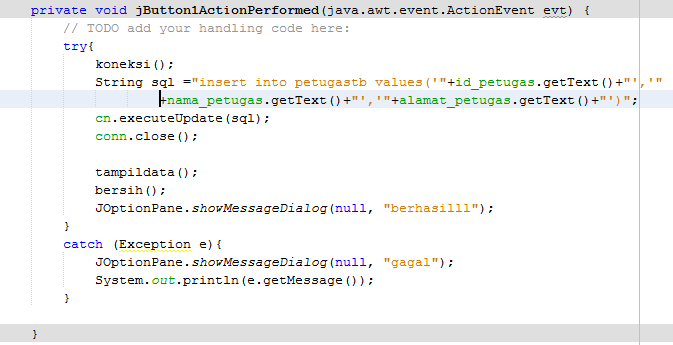 private void jButton1ActionPerformed(java.awt.event.ActionEvent evt) {
// TODO add your handling code here:
try{
koneksi();
String sql ="insert into petugastb values('"+id_petugas.getText()+"','"
+nama_petugas.getText()+"','"+alamat_petugas.getText()+"')";
cn.executeUpdate(sql);
conn.close();
tampildata();
bersih();
JOptionPane.showMessageDialog(null, "berhasilll");
}
catch (Exception e){
JOptionPane.showMessageDialog(null, "gagal");
System.out.println(e.getMessage());
}
}